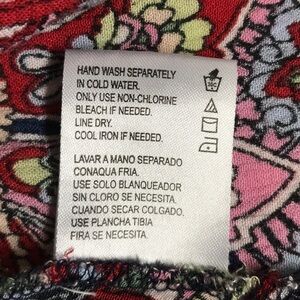 HAND WASH SEPARATELY
IN COLD WATER.
ONLY USE NON-CHLORINE
BLEACH IF NEEDED.
LINE DRY.
COOL IRON IF NEEDED.
LAVAR A MANO SEPARADO
CONAQUA FRIA.
USE SOLO BLANQUEADOR
SIN CLORO SE NECESITA.
CUANDO SECAR COLGADO.
USE PLANCHA TIBIA
FIRA SE NECESITA.